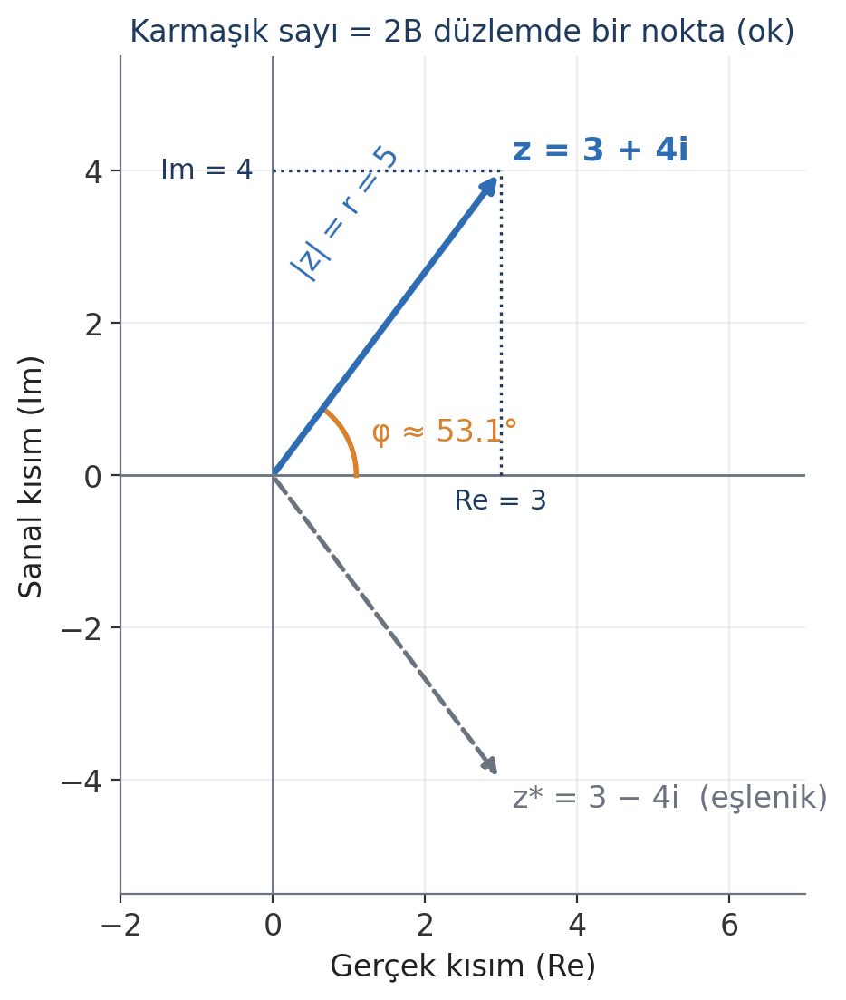 Karmaşık sayı = 2B düzlemde bir nokta (ok)
z = 3 + 4i
Im = 4
|z| = r = 5
φ ≈ 53.1°
Re = 3
z* = 3 − 4i (eşlenik)
4
2
0
−2
−4
Sanal kısım (Im)
−2 0 2 4 6
Gerçek kısım (Re)